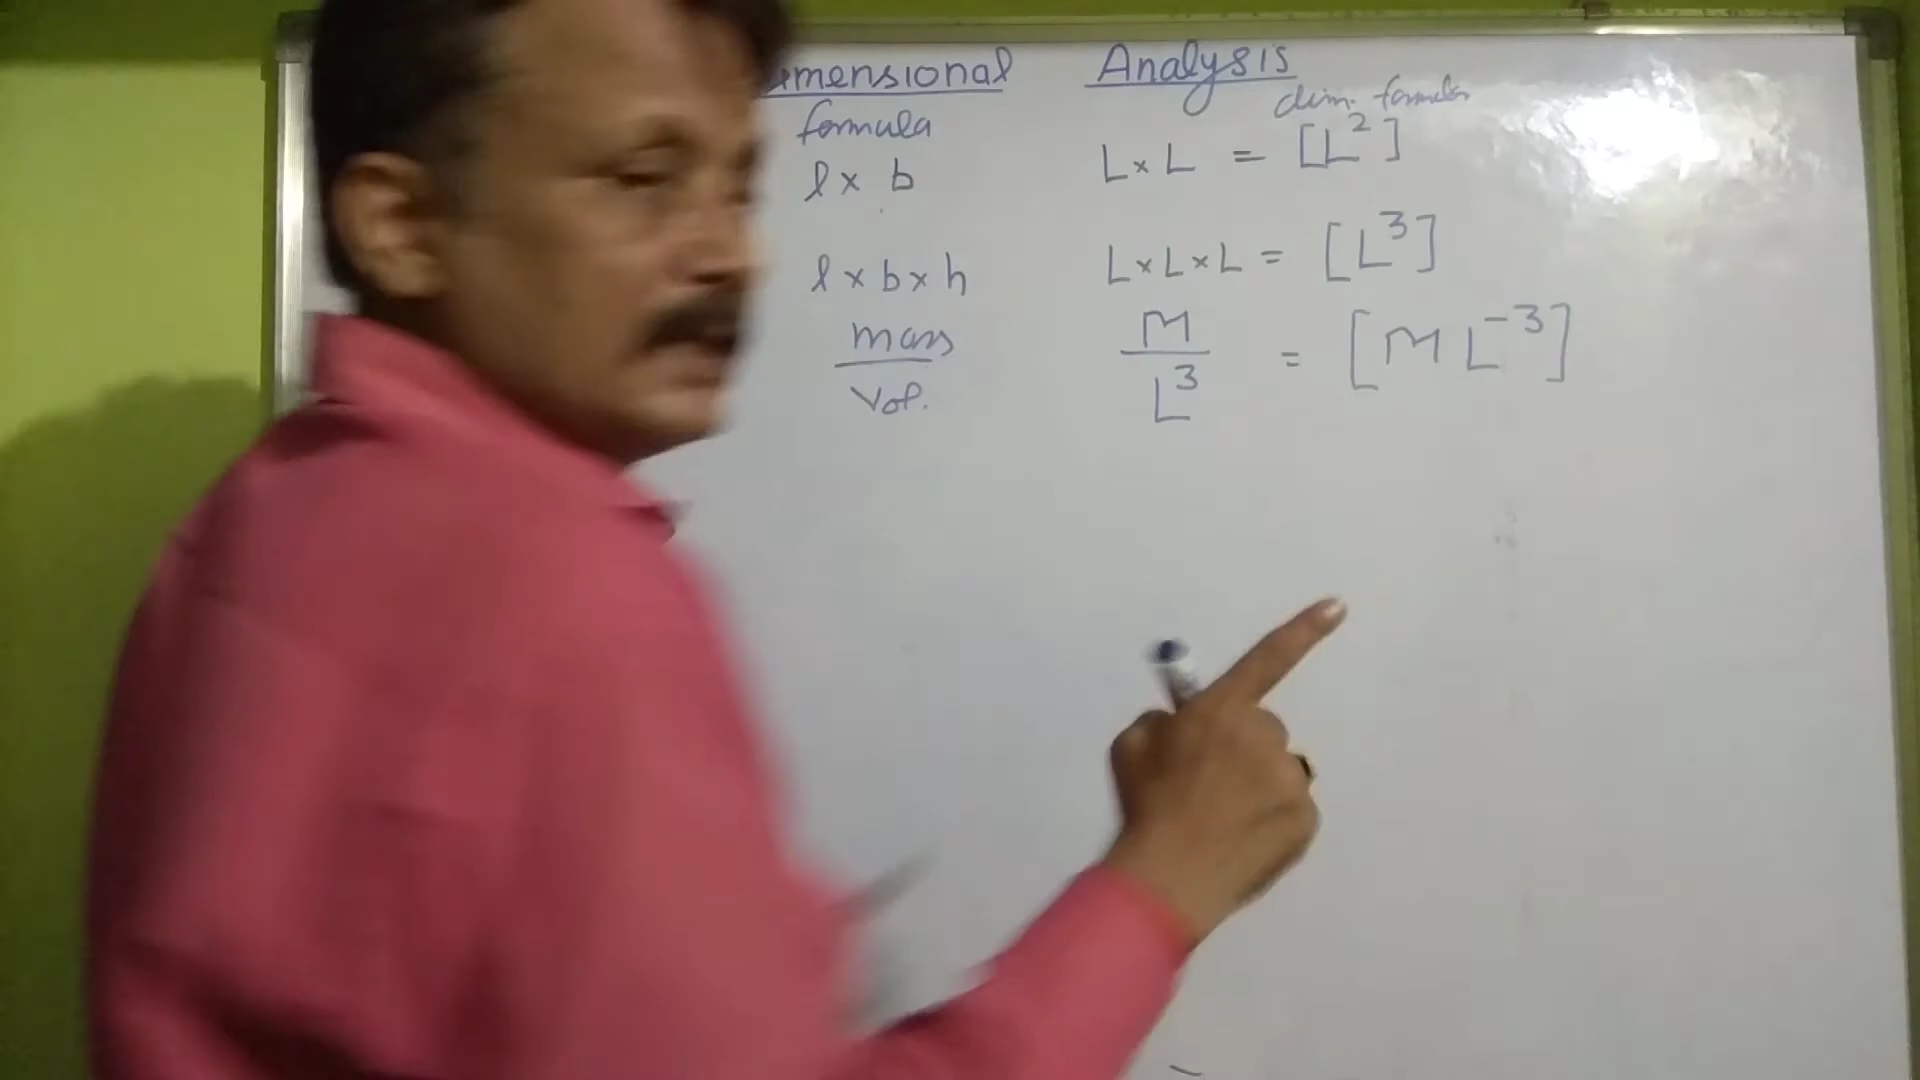 mensional Analysis
formula dim. formula
l × b L × L = [L²]
l × b × h L × L × L = [L³]
mass / Vol. M / L³ = [M L⁻³]